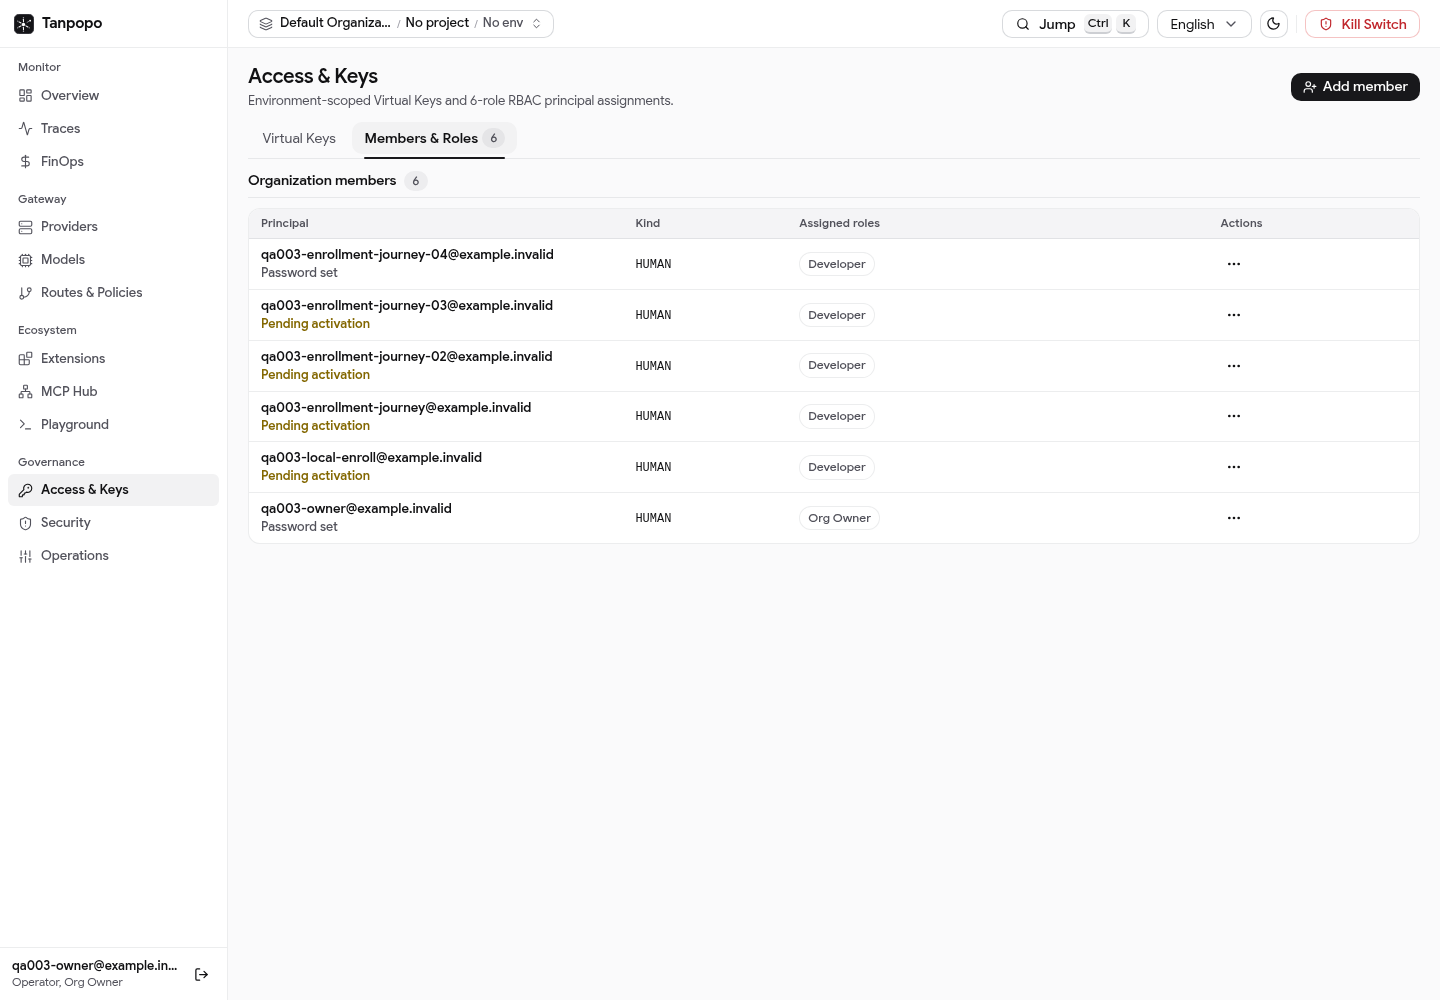 Tanpopo
Default Organiza... / No project / No env
Jump Ctrl K
English
Kill Switch
Monitor
Overview
Traces
FinOps
Gateway
Providers
Models
Routes & Policies
Ecosystem
Extensions
MCP Hub
Playground
Governance
Access & Keys
Security
Operations
qa003-owner@example.in...
Operator, Org Owner
Access & Keys
Environment-scoped Virtual Keys and 6-role RBAC principal assignments.
Add member
Virtual Keys
Members & Roles 6
Organization members 6
Principal Kind Assigned roles Actions
qa003-enrollment-journey-04@example.invalid
Password set
HUMAN
Developer
qa003-enrollment-journey-03@example.invalid
Pending activation
HUMAN
Developer
qa003-enrollment-journey-02@example.invalid
Pending activation
HUMAN
Developer
qa003-enrollment-journey@example.invalid
Pending activation
HUMAN
Developer
qa003-local-enroll@example.invalid
Pending activation
HUMAN
Developer
qa003-owner@example.invalid
Password set
HUMAN
Org Owner